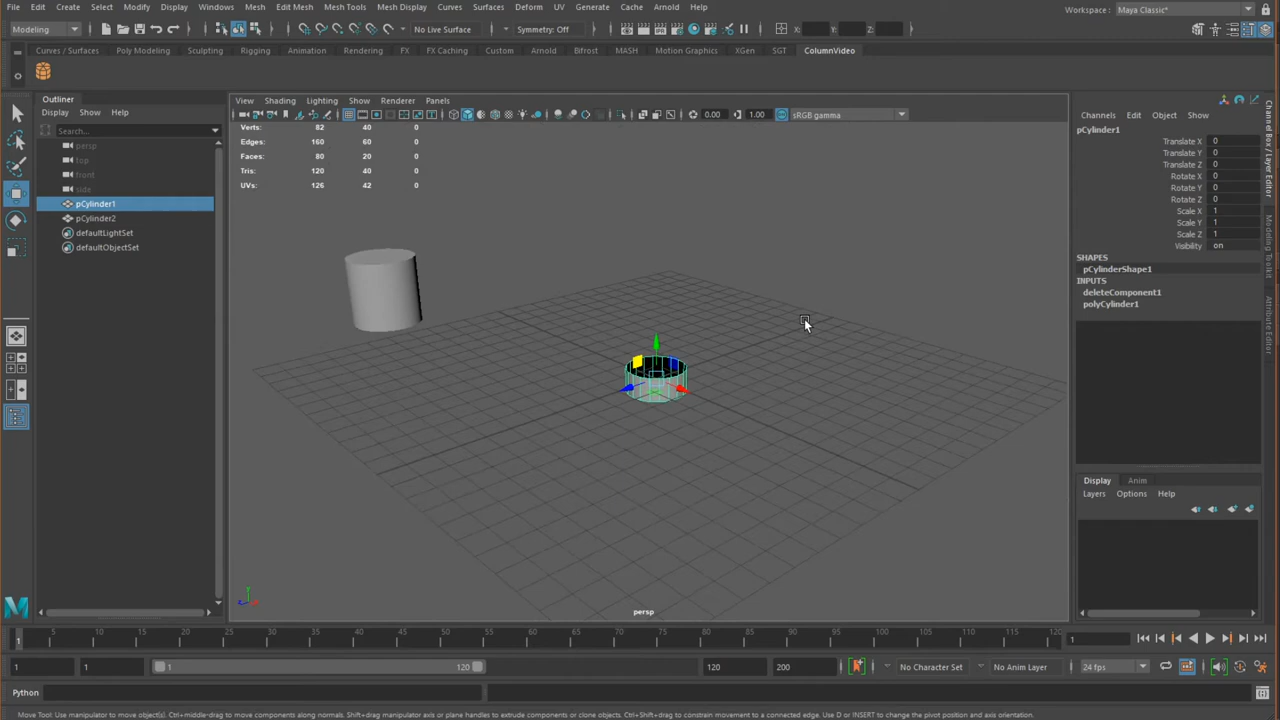 File Edit Create Select Modify Display Windows Mesh Edit Mesh Mesh Tools Mesh Display Curves Surfaces Deform UV Generate Cache Arnold Help Workspace : Maya Classic*
Modeling No Live Surface Symmetry: Off X: Y: Z:
Curves / Surfaces Poly Modeling Sculpting Rigging Animation Rendering FX FX Caching Custom Arnold Bifrost MASH Motion Graphics XGen SGT ColumnVideo
Outliner
Display Show Help
Search...
persp
top
front
side
pCylinder1
pCylinder2
defaultLightSet
defaultObjectSet
View Shading Lighting Show Renderer Panels
0.00 1.00 sRGB gamma
Verts: 82 40 0
Edges: 160 60 0
Faces: 80 20 0
Tris: 120 40 0
UVs: 126 42 0
persp
Channels Edit Object Show
pCylinder1
Translate X 0
Translate Y 0
Translate Z 0
Rotate X 0
Rotate Y 0
Rotate Z 0
Scale X 1
Scale Y 1
Scale Z 1
Visibility on
SHAPES
pCylinderShape1
INPUTS
deleteComponent1
polyCylinder1
Display Anim
Layers Options Help
Channel Box / Layer Editor
Modeling Toolkit
Attribute Editor
1 5 10 15 20 25 30 35 40 45 50 55 60 65 70 75 80 85 90 95 100 105 110 115 120 1
1 1 1 120 120 200 No Character Set No Anim Layer 24 fps
Python
Move Tool: Use manipulator to move object(s). Ctrl+middle-drag to move components along normals. Shift+drag manipulator axis or plane handles to extrude components or clone objects. Ctrl+Shift+drag to constrain movement to a connected edge. Use D or INSERT to change the pivot position and axis orientation.